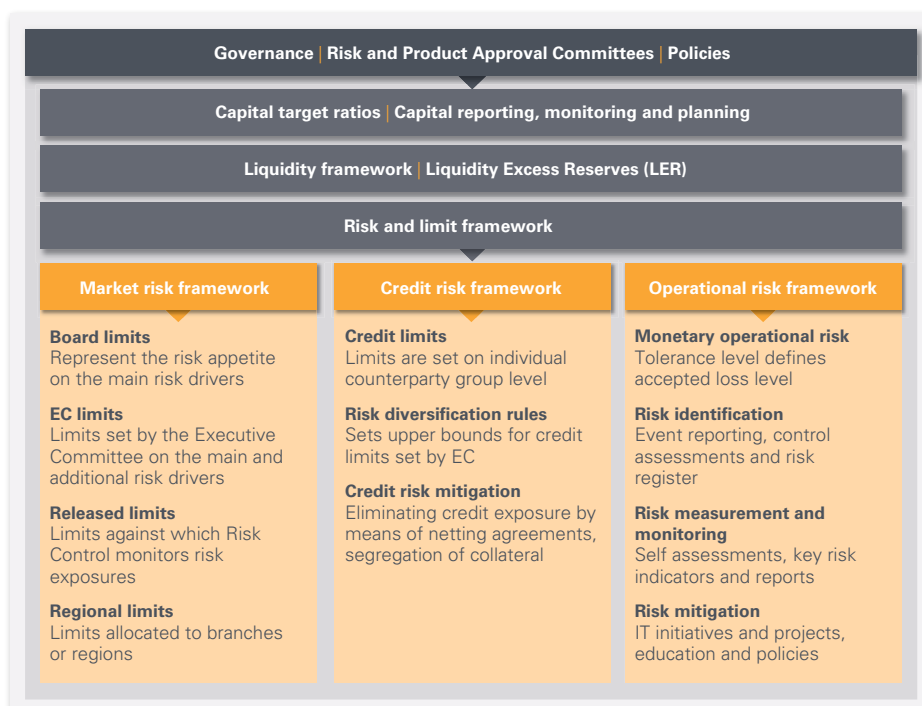 Governance | Risk and Product Approval Committees | Policies
Capital target ratios | Capital reporting, monitoring and planning
Liquidity framework | Liquidity Excess Reserves (LER)
Risk and limit framework
Market risk framework
Board limits
Represent the risk appetite
on the main risk drivers
EC limits
Limits set by the Executive
Committee on the main and
additional risk drivers
Released limits
Limits against which Risk
Control monitors risk
exposures
Regional limits
Limits allocated to branches
or regions
Credit risk framework
Credit limits
Limits are set on individual
counterparty group level
Risk diversification rules
Sets upper bounds for credit
limits set by EC
Credit risk mitigation
Eliminating credit exposure by
means of netting agreements,
segregation of collateral
Operational risk framework
Monetary operational risk
Tolerance level defines
accepted loss level
Risk identification
Event reporting, control
assessments and risk
register
Risk measurement and
monitoring
Self assessments, key risk
indicators and reports
Risk mitigation
IT initiatives and projects,
education and policies